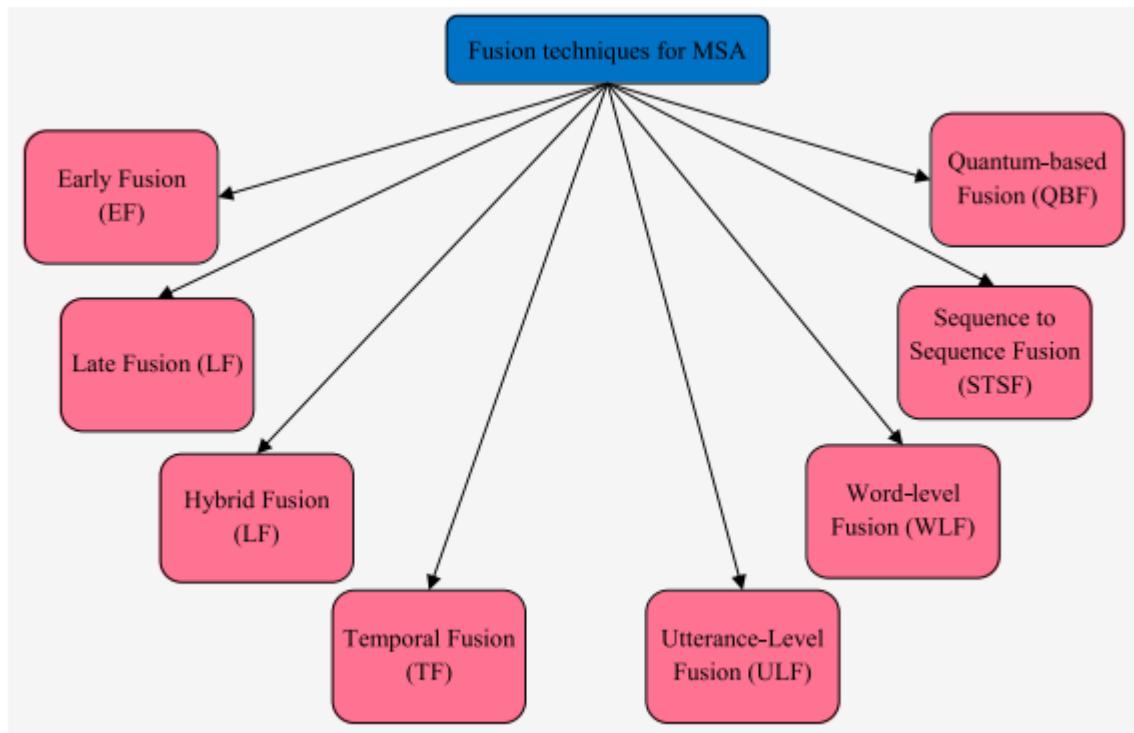 Fusion techniques for MSA
Early Fusion
(EF)
Late Fusion (LF)
Hybrid Fusion
(LF)
Temporal Fusion
(TF)
Utterance-Level
Fusion (ULF)
Word-level
Fusion (WLF)
Sequence to
Sequence Fusion
(STSF)
Quantum-based
Fusion (QBF)